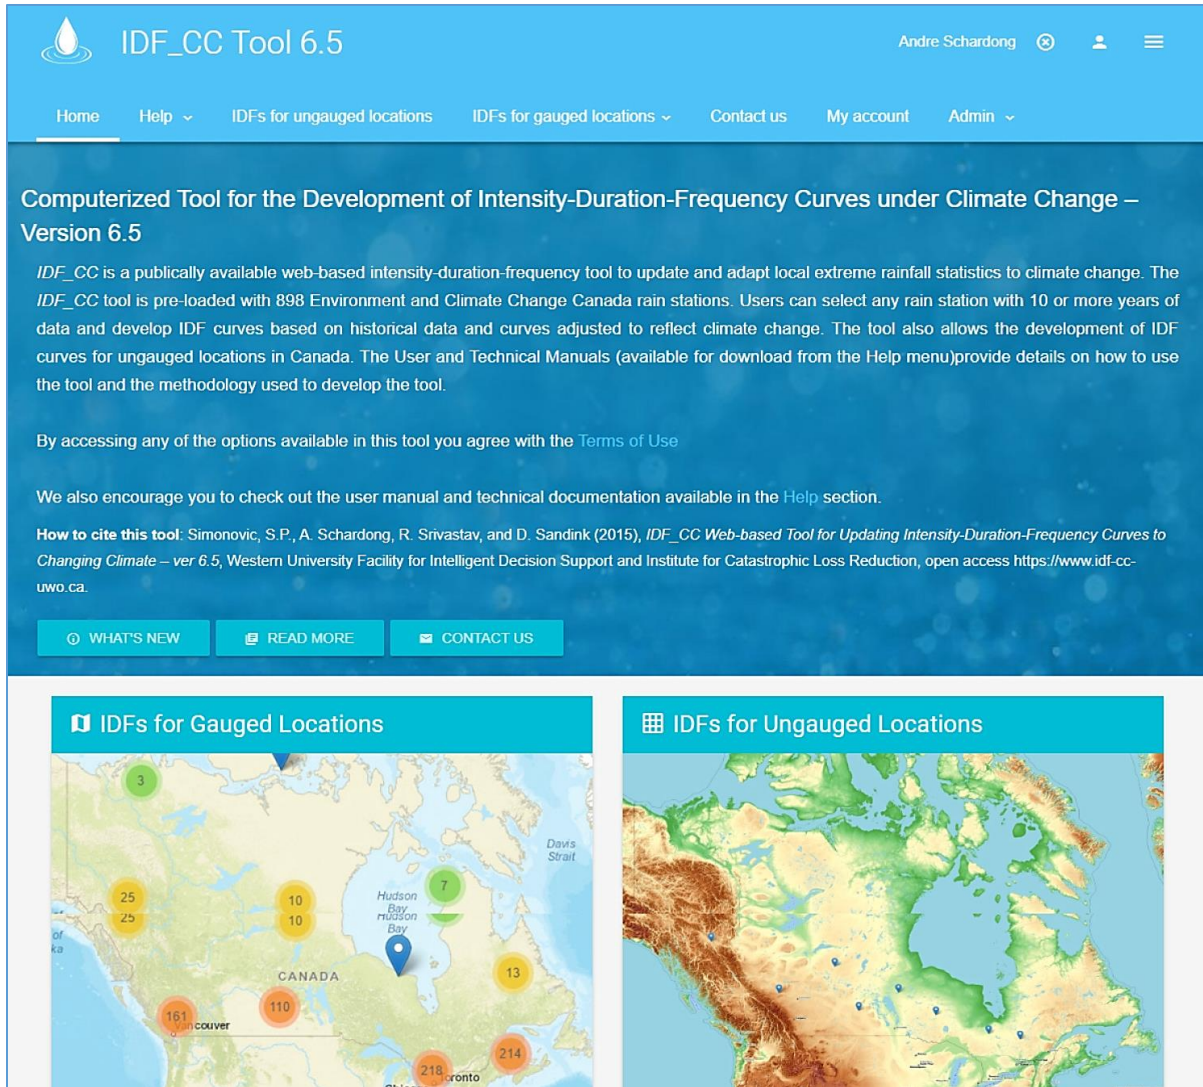 IDF_CC Tool 6.5
Andre Schardong
Home Help IDFs for ungauged locations IDFs for gauged locations Contact us My account Admin
Computerized Tool for the Development of Intensity-Duration-Frequency Curves under Climate Change –
Version 6.5
IDF_CC is a publically available web-based intensity-duration-frequency tool to update and adapt local extreme rainfall statistics to climate change. The
IDF_CC tool is pre-loaded with 898 Environment and Climate Change Canada rain stations. Users can select any rain station with 10 or more years of
data and develop IDF curves based on historical data and curves adjusted to reflect climate change. The tool also allows the development of IDF
curves for ungauged locations in Canada. The User and Technical Manuals (available for download from the Help menu)provide details on how to use
the tool and the methodology used to develop the tool.
By accessing any of the options available in this tool you agree with the Terms of Use
We also encourage you to check out the user manual and technical documentation available in the Help section.
How to cite this tool: Simonovic, S.P., A. Schardong, R. Srivastav, and D. Sandink (2015), IDF_CC Web-based Tool for Updating Intensity-Duration-Frequency Curves to
Changing Climate – ver 6.5, Western University Facility for Intelligent Decision Support and Institute for Catastrophic Loss Reduction, open access https://www.idf-cc-
uwo.ca.
WHAT'S NEW READ MORE CONTACT US
IDFs for Gauged Locations
3
Davis
Strait
7
25
10
Hudson
Bay
25
10
Hudson
Bay
of
ka
CANADA
13
110
161
couver
214
218
ronto
IDFs for Ungauged Locations